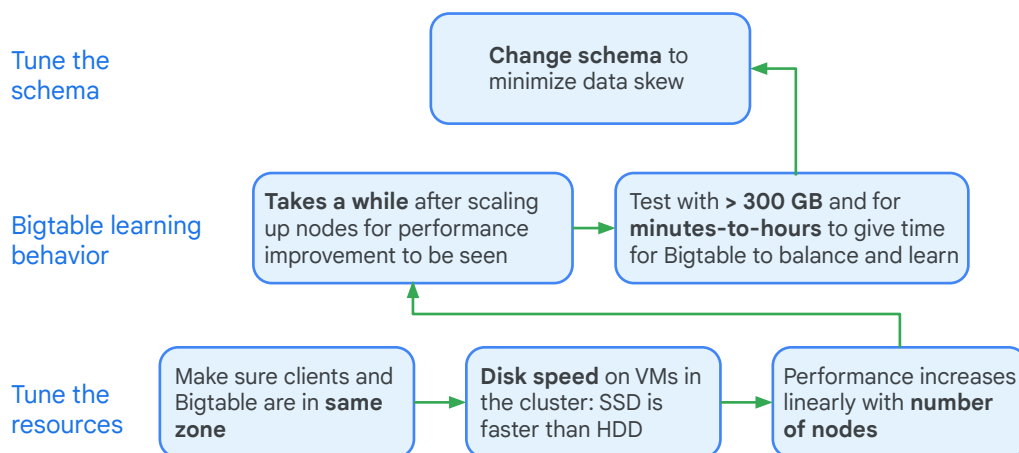 Tune the
schema
Change schema to
minimize data skew
Bigtable learning
behavior
Takes a while after scaling
up nodes for performance
improvement to be seen
Test with > 300 GB and for
minutes-to-hours to give time
for Bigtable to balance and learn
Tune the
resources
Make sure clients and
Bigtable are in same
zone
Disk speed on VMs in
the cluster: SSD is
faster than HDD
Performance increases
linearly with number
of nodes